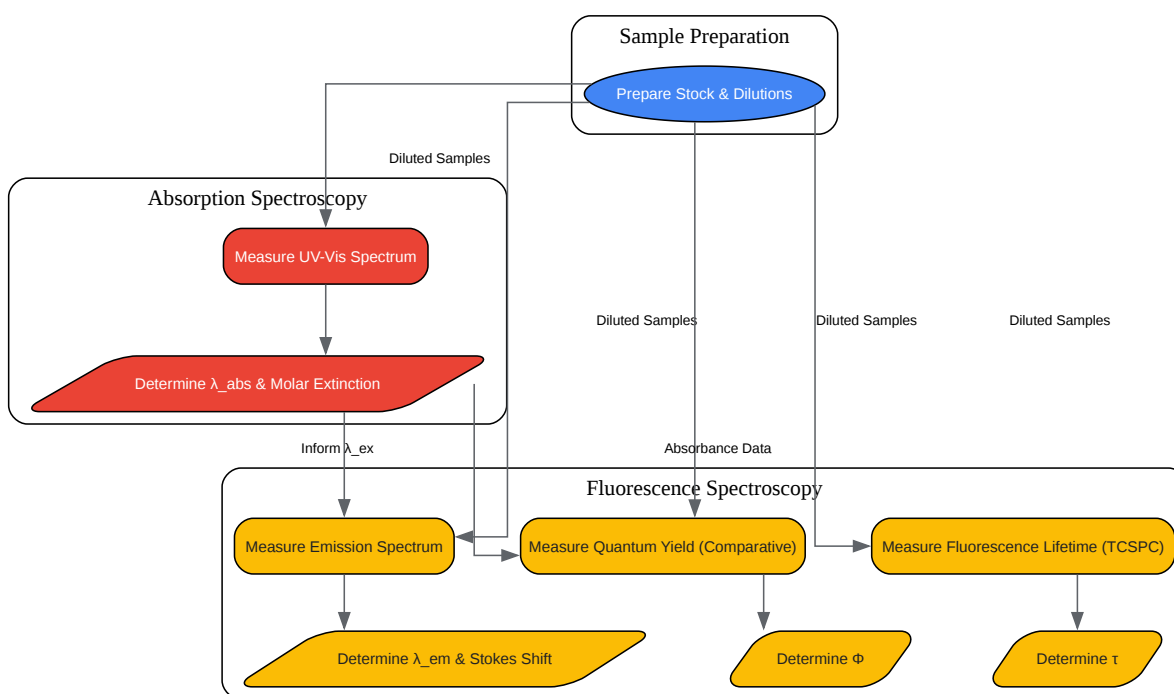 Sample Preparation
Prepare Stock & Dilutions
Diluted Samples
Absorption Spectroscopy
Measure UV-Vis Spectrum
Diluted Samples
Diluted Samples
Diluted Samples
Determine λ_abs & Molar Extinction
Inform λ_ex
Absorbance Data
Fluorescence Spectroscopy
Measure Emission Spectrum
Measure Quantum Yield (Comparative)
Measure Fluorescence Lifetime (TCSPC)
Determine λ_em & Stokes Shift
Determine Φ
Determine τ